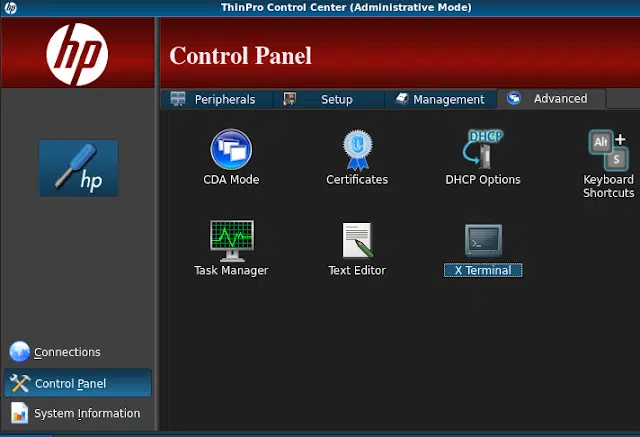 ThinPro Control Center (Administrative Mode)
hp
Control Panel
Peripherals
Setup
Management
Advanced
hp
CDA Mode
Certificates
DHCP
DHCP Options
Alt
+
S
Keyboard
Shortcuts
Task Manager
Text Editor
X Terminal
Connections
Control Panel
System Information